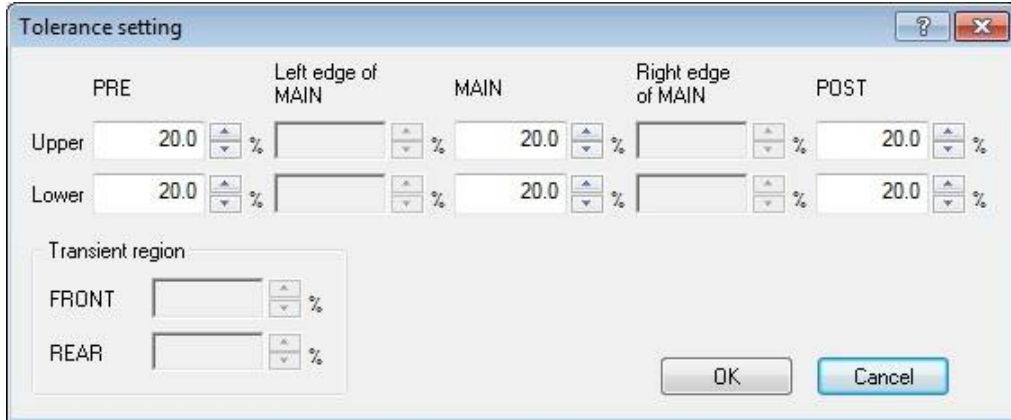 Tolerance setting
?
PRE
Left edge of
MAIN
MAIN
Right edge
of MAIN
POST
Upper 20.0 % % 20.0 % % 20.0 %
Lower 20.0 % % 20.0 % % 20.0 %
Transient region
FRONT %
REAR %
OK Cancel